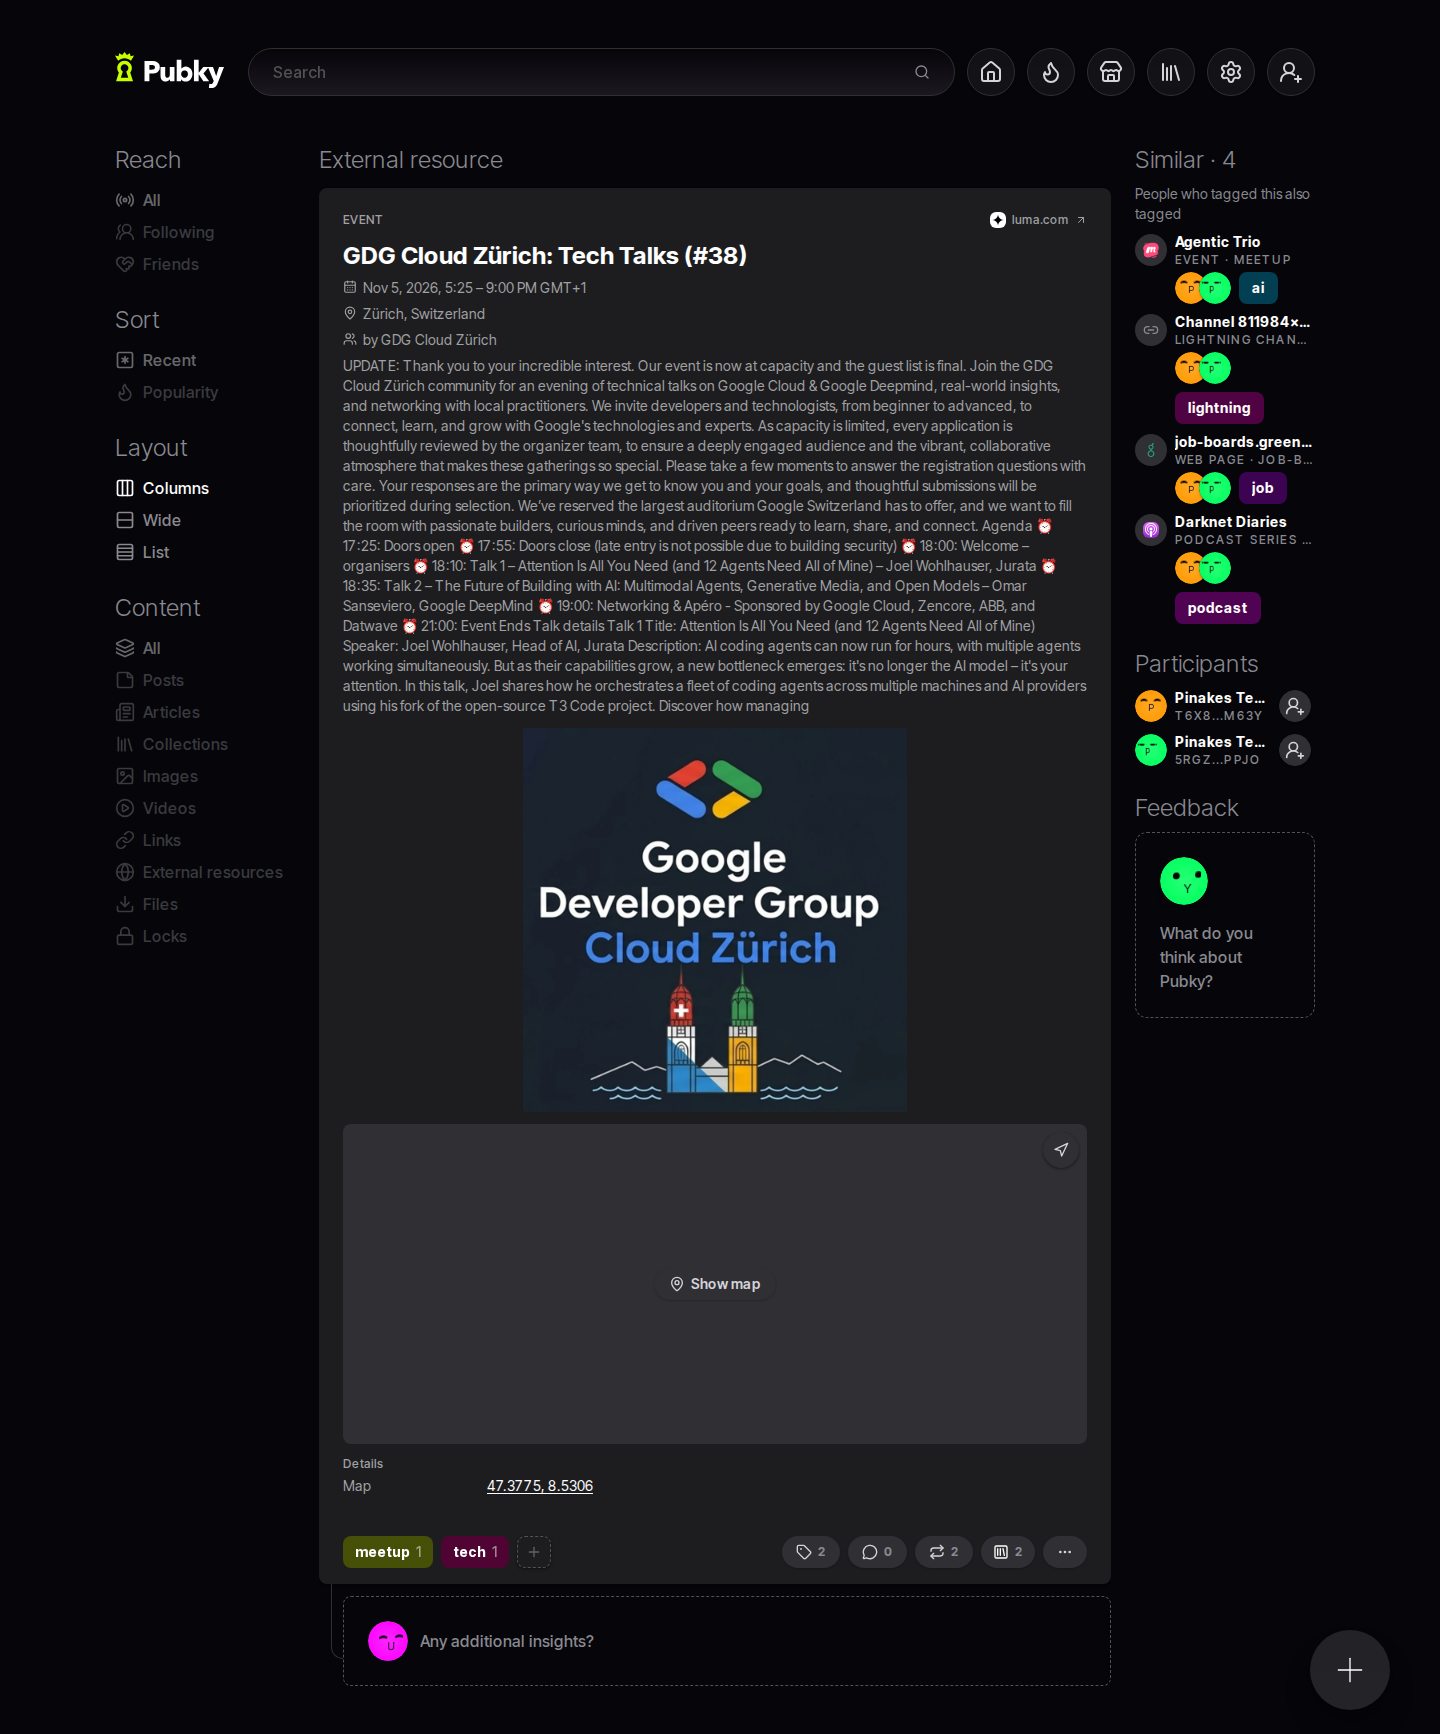 Pubky
Search
Reach
All
Following
Friends
Sort
Recent
Popularity
Layout
Columns
Wide
List
Content
All
Posts
Articles
Collections
Images
Videos
Links
External resources
Files
Locks
External resource
EVENT
luma.com
GDG Cloud Zürich: Tech Talks (#38)
Nov 5, 2026, 5:25 – 9:00 PM GMT+1
Zürich, Switzerland
by GDG Cloud Zürich
UPDATE: Thank you to your incredible interest. Our event is now at capacity and the guest list is final. Join the GDG
Cloud Zürich community for an evening of technical talks on Google Cloud & Google Deepmind, real-world insights,
and networking with local practitioners. We invite developers and technologists, from beginner to advanced, to
connect, learn, and grow with Google's technologies and experts. As capacity is limited, every application is
thoughtfully reviewed by the organizer team, to ensure a deeply engaged audience and the vibrant, collaborative
atmosphere that makes these gatherings so special. Please take a few moments to answer the registration questions with
care. Your responses are the primary way we get to know you and your goals, and thoughtful submissions will be
prioritized during selection. We've reserved the largest auditorium Google Switzerland has to offer, and we want to fill
the room with passionate builders, curious minds, and driven peers ready to learn, share, and connect. Agenda ⏰
17:25: Doors open ⏰ 17:55: Doors close (late entry is not possible due to building security) ⏰ 18:00: Welcome –
organisers ⏰ 18:10: Talk 1 – Attention Is All You Need (and 12 Agents Need All of Mine) – Joel Wohlhauser, Jurata ⏰
18:35: Talk 2 – The Future of Building with AI: Multimodal Agents, Generative Media, and Open Models – Omar
Sanseviero, Google DeepMind ⏰ 19:00: Networking & Apéro - Sponsored by Google Cloud, Zencore, ABB, and
Datwave ⏰ 21:00: Event Ends Talk details Talk 1 Title: Attention Is All You Need (and 12 Agents Need All of Mine)
Speaker: Joel Wohlhauser, Head of AI, Jurata Description: AI coding agents can now run for hours, with multiple agents
working simultaneously. But as their capabilities grow, a new bottleneck emerges: it's no longer the AI model – it's your
attention. In this talk, Joel shares how he orchestrates a fleet of coding agents across multiple machines and AI providers
using his fork of the open-source T3 Code project. Discover how managing
Google
Developer Group
Cloud Zürich
Show map
Details
Map 47.3775, 8.5306
meetup 1
tech 1
2
0
2
2
Any additional insights?
Similar · 4
People who tagged this also
tagged
Agentic Trio
EVENT · MEETUP
ai
Channel 811984×...
LIGHTNING CHAN...
lightning
job-boards.green...
WEB PAGE · JOB-B...
job
Darknet Diaries
PODCAST SERIES ...
podcast
Participants
Pinakes Te...
T6X8...M63Y
Pinakes Te...
5RGZ...PPJO
Feedback
What do you
think about
Pubky?